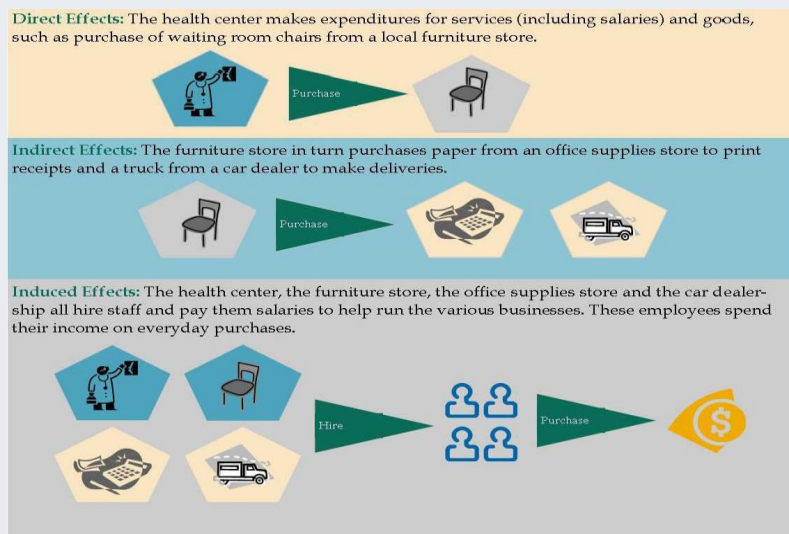 Direct Effects: The health center makes expenditures for services (including salaries) and goods,
such as purchase of waiting room chairs from a local furniture store.
Purchase
Indirect Effects: The furniture store in turn purchases paper from an office supplies store to print
receipts and a truck from a car dealer to make deliveries.
Purchase
Induced Effects: The health center, the furniture store, the office supplies store and the car dealer-
ship all hire staff and pay them salaries to help run the various businesses. These employees spend
their income on everyday purchases.
Hire
Purchase
$